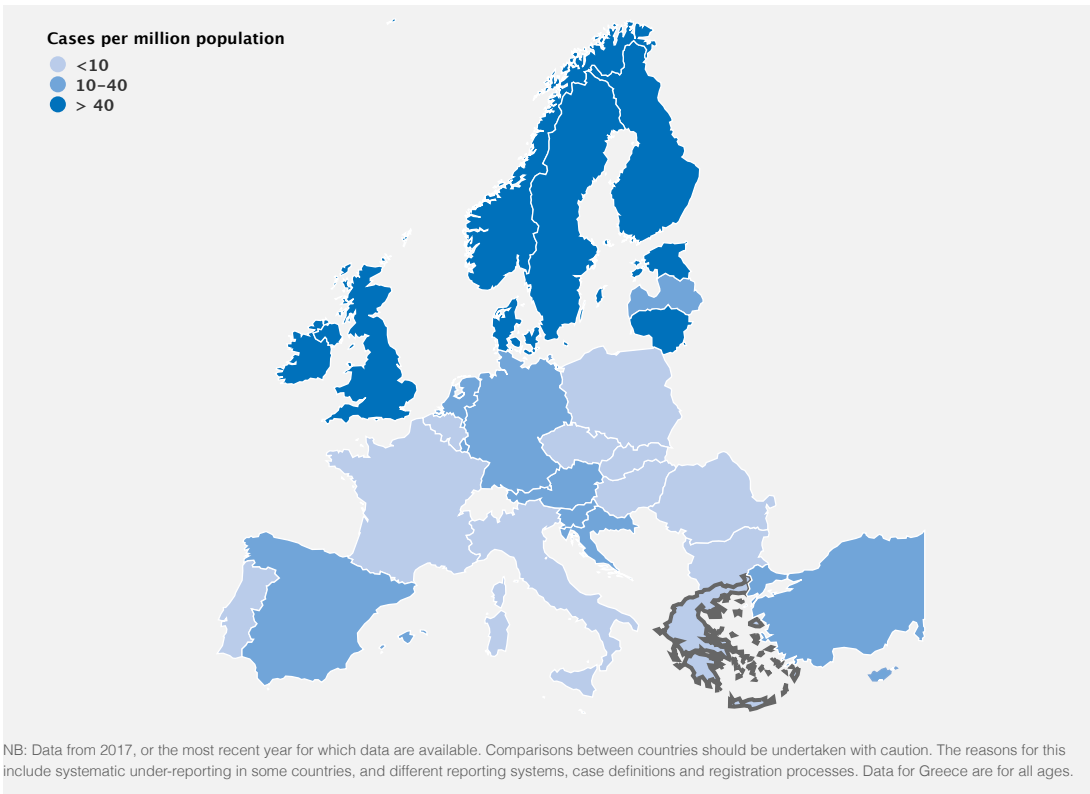 Cases per million population
<10
10–40
> 40
NB: Data from 2017, or the most recent year for which data are available. Comparisons between countries should be undertaken with caution. The reasons for this
include systematic under-reporting in some countries, and different reporting systems, case definitions and registration processes. Data for Greece are for all ages.